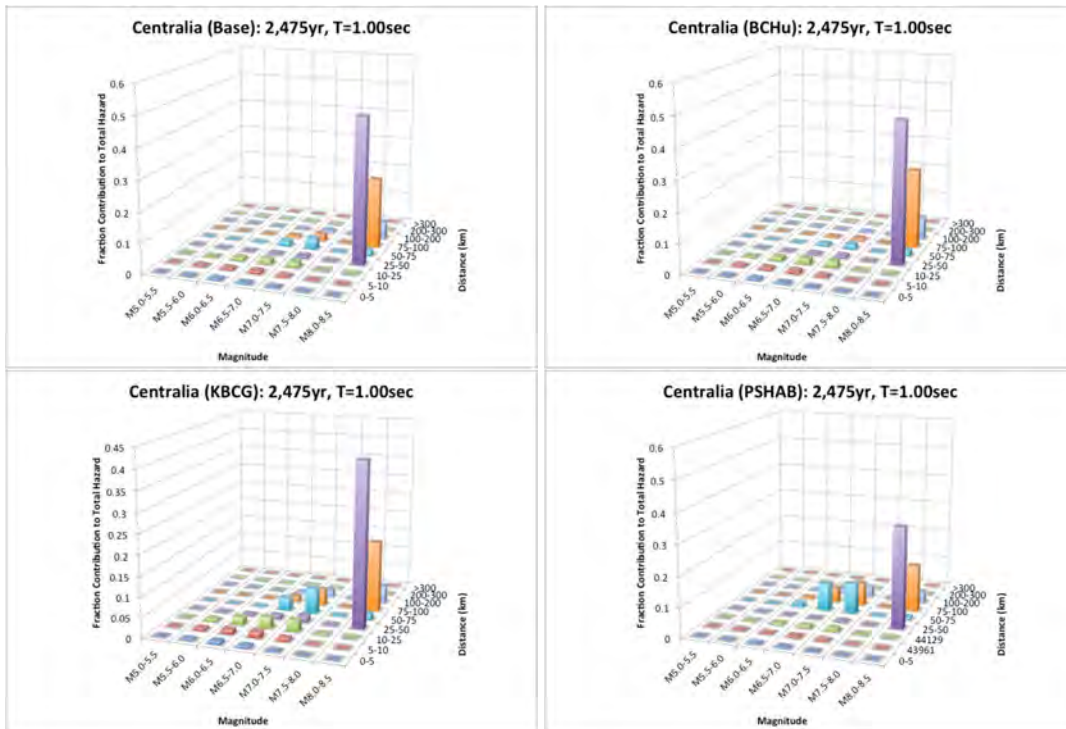 Centralia (Base): 2,475yr, T=1.00sec
Fraction Contribution to Total Hazard
0.6
0.5
0.4
0.3
0.2
0.1
0
M5.0-5.5
M5.5-6.0
M6.0-6.5
M6.5-7.0
M7.0-7.5
M7.5-8.0
M8.0-8.5
Magnitude
>300
200-300
100-200
75-100
50-75
25-50
10-25
5-10
0-5
Distance (km)
Centralia (BCHu): 2,475yr, T=1.00sec
Fraction Contribution to Total Hazard
0.6
0.5
0.4
0.3
0.2
0.1
0
M5.0-5.5
M5.5-6.0
M6.0-6.5
M6.5-7.0
M7.0-7.5
M7.5-8.0
M8.0-8.5
Magnitude
>300
200-300
100-200
75-100
50-75
25-50
10-25
5-10
0-5
Distance (km)
Centralia (KBCG): 2,475yr, T=1.00sec
Fraction Contribution to Total Hazard
0.45
0.4
0.35
0.3
0.25
0.2
0.15
0.1
0.05
0
M5.0-5.5
M5.5-6.0
M6.0-6.5
M6.5-7.0
M7.0-7.5
M7.5-8.0
M8.0-8.5
Magnitude
>300
200-300
100-200
75-100
50-75
25-50
10-25
5-10
0-5
Distance (km)
Centralia (PSHAB): 2,475yr, T=1.00sec
Fraction Contribution to Total Hazard
0.6
0.5
0.4
0.3
0.2
0.1
0
M5.0-5.5
M5.5-6.0
M6.0-6.5
M6.5-7.0
M7.0-7.5
M7.5-8.0
M8.0-8.5
Magnitude
>300
200-300
100-200
75-100
50-75
25-50
44129
43961
0-5
Distance (km)